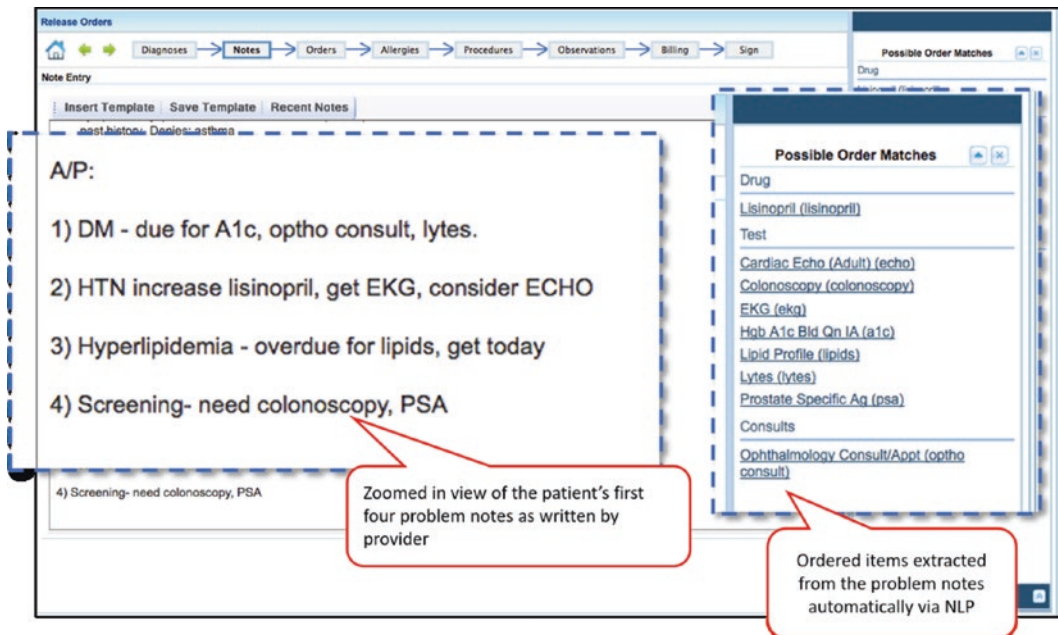 Release Orders
Diagnoses Notes Orders Allergies Procedures Observations Billing Sign
Note Entry
Insert Template Save Template Recent Notes
past history. Denies: asthma
A/P:
1) DM - due for A1c, optho consult, lytes.
2) HTN increase lisinopril, get EKG, consider ECHO
3) Hyperlipidemia - overdue for lipids, get today
4) Screening- need colonoscopy, PSA
4) Screening- need colonoscopy, PSA
Zoomed in view of the patient's first
four problem notes as written by
provider
Possible Order Matches
Drug
Possible Order Matches
Drug
Lisinopril (lisinopril)
Test
Cardiac Echo (Adult) (echo)
Colonoscopy (colonoscopy)
EKG (ekg)
Hgb A1c Bld Qn IA (a1c)
Lipid Profile (lipids)
Lytes (lytes)
Prostate Specific Ag (psa)
Consults
Ophthalmology Consult/Appt (optho
consult)
Ordered items extracted
from the problem notes
automatically via NLP